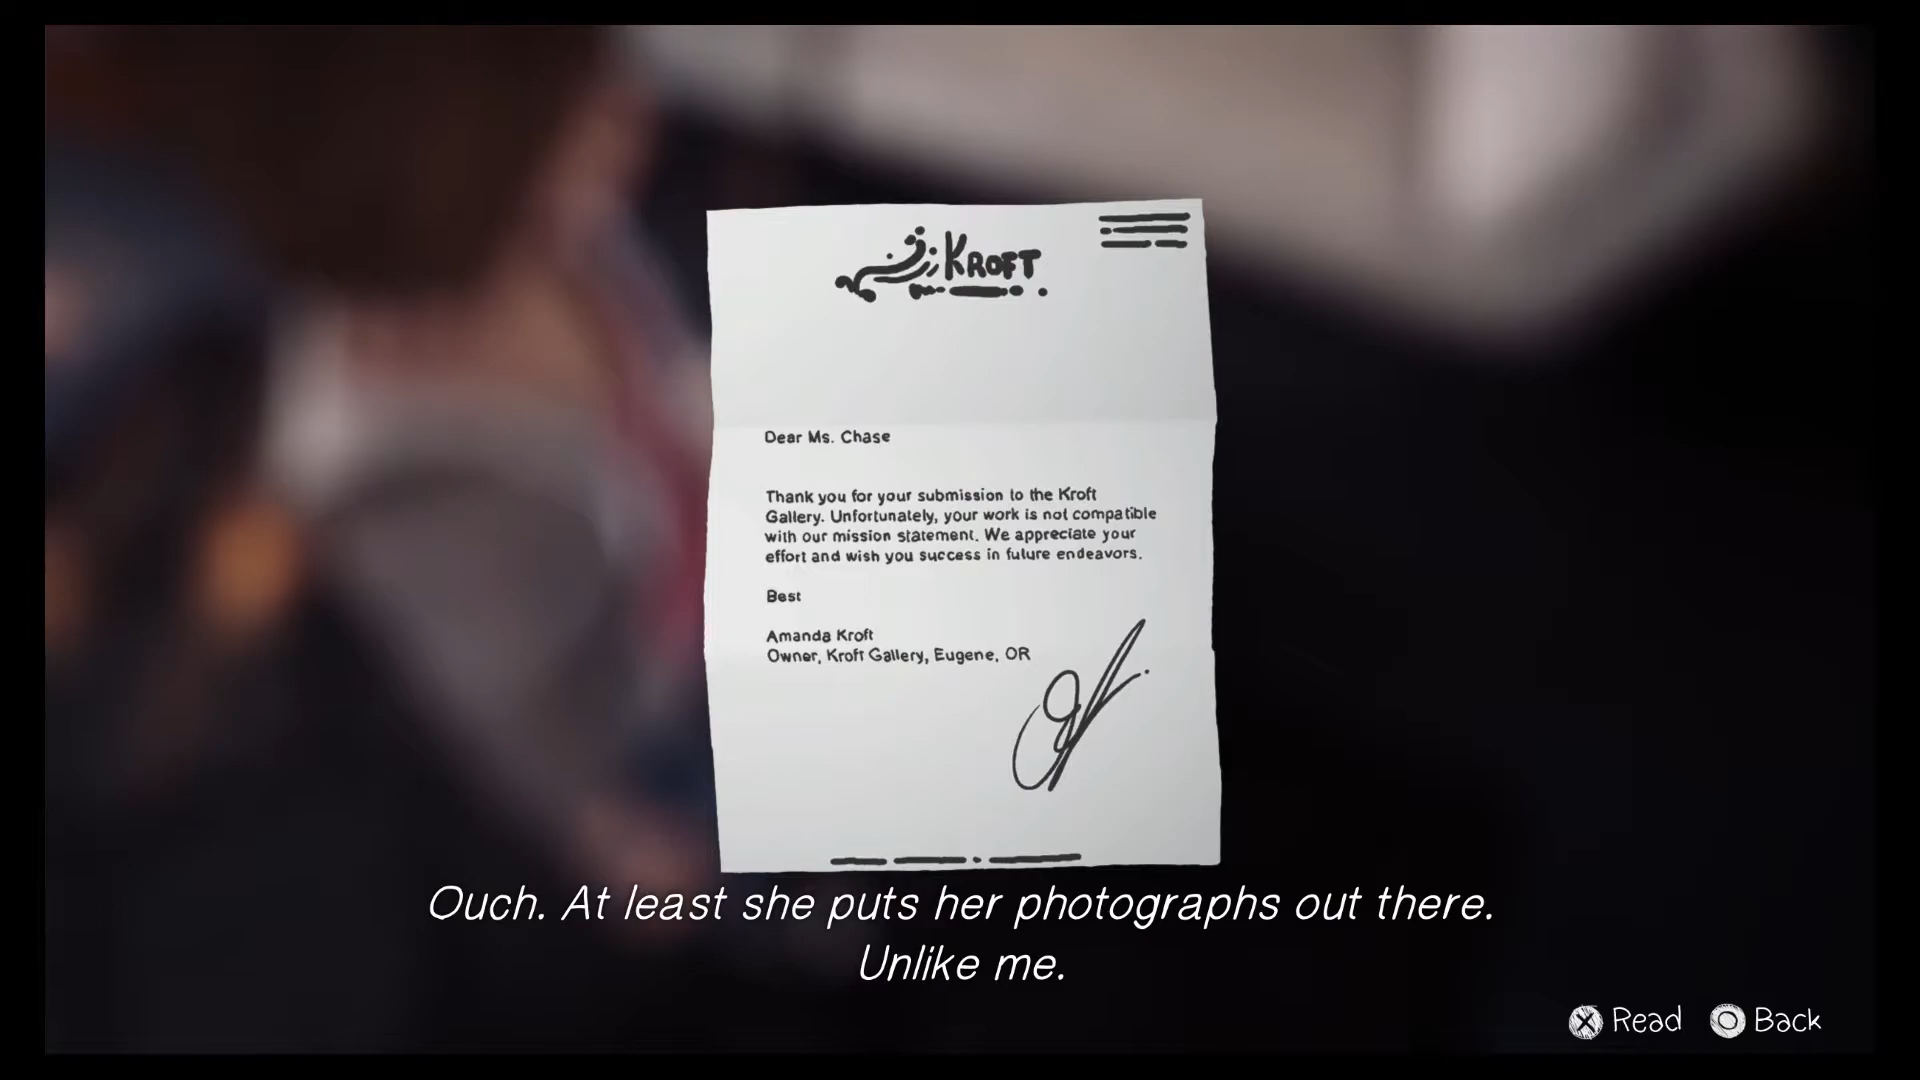 KROFT
Dear Ms. Chase
Thank you for your submission to the Kroft
Gallery. Unfortunately, your work is not compatible
with our mission statement. We appreciate your
effort and wish you success in future endeavors.
Best
Amanda Kroft
Owner, Kroft Gallery, Eugene, OR
Ouch. At least she puts her photographs out there.
Unlike me.
Read Back